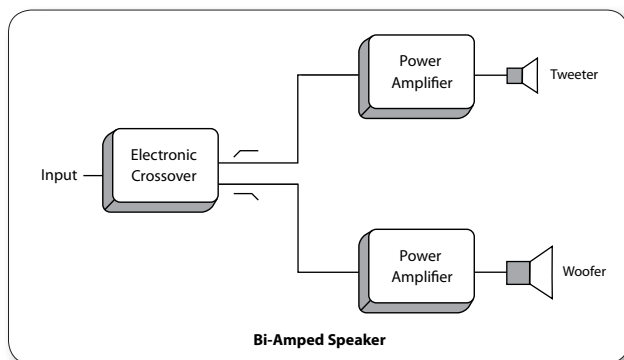 Power
Amplifier
Tweeter
Electronic
Crossover
Input
Power
Amplifier
Woofer
Bi-Amped Speaker